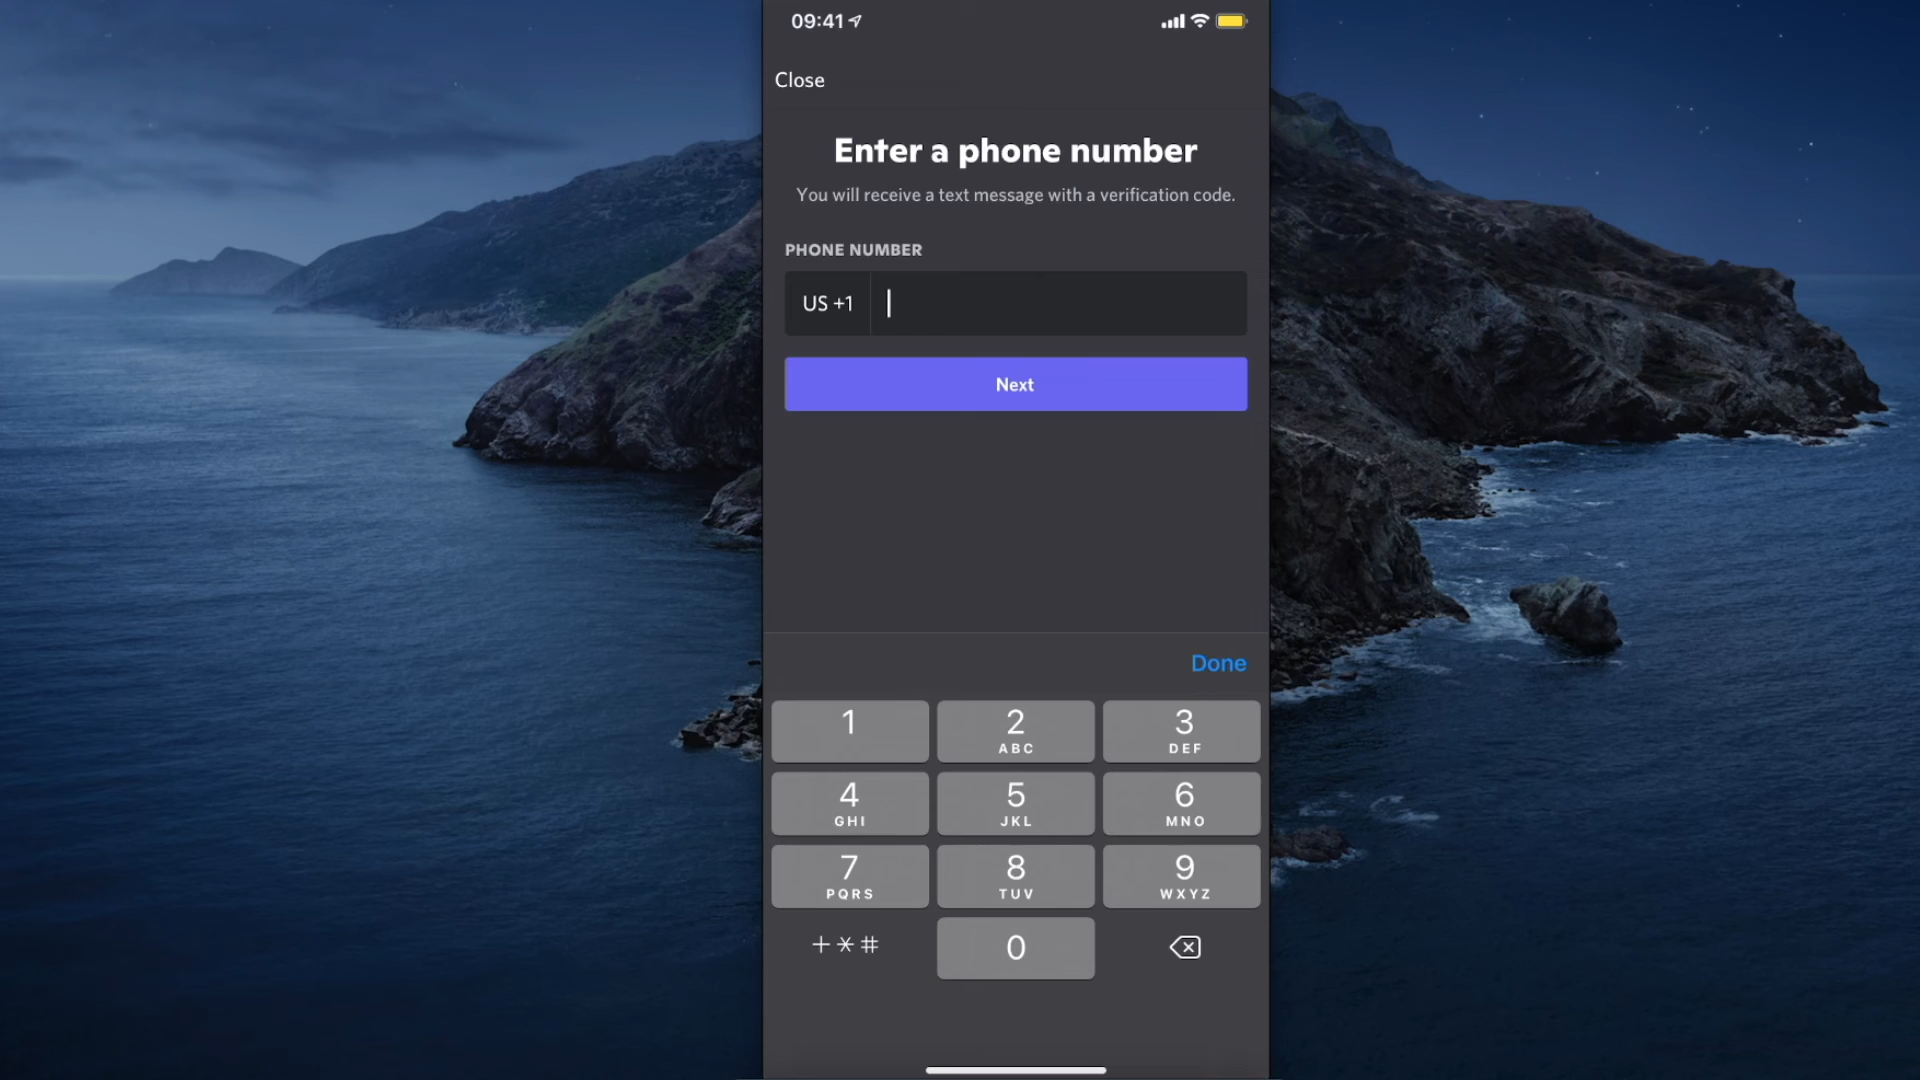 09:41
Close
Enter a phone number
You will receive a text message with a verification code.
PHONE NUMBER
US +1
Next
Done
1
2
ABC
3
DEF
4
GHI
5
JKL
6
MNO
7
PQRS
8
TUV
9
WXYZ
+*#
0